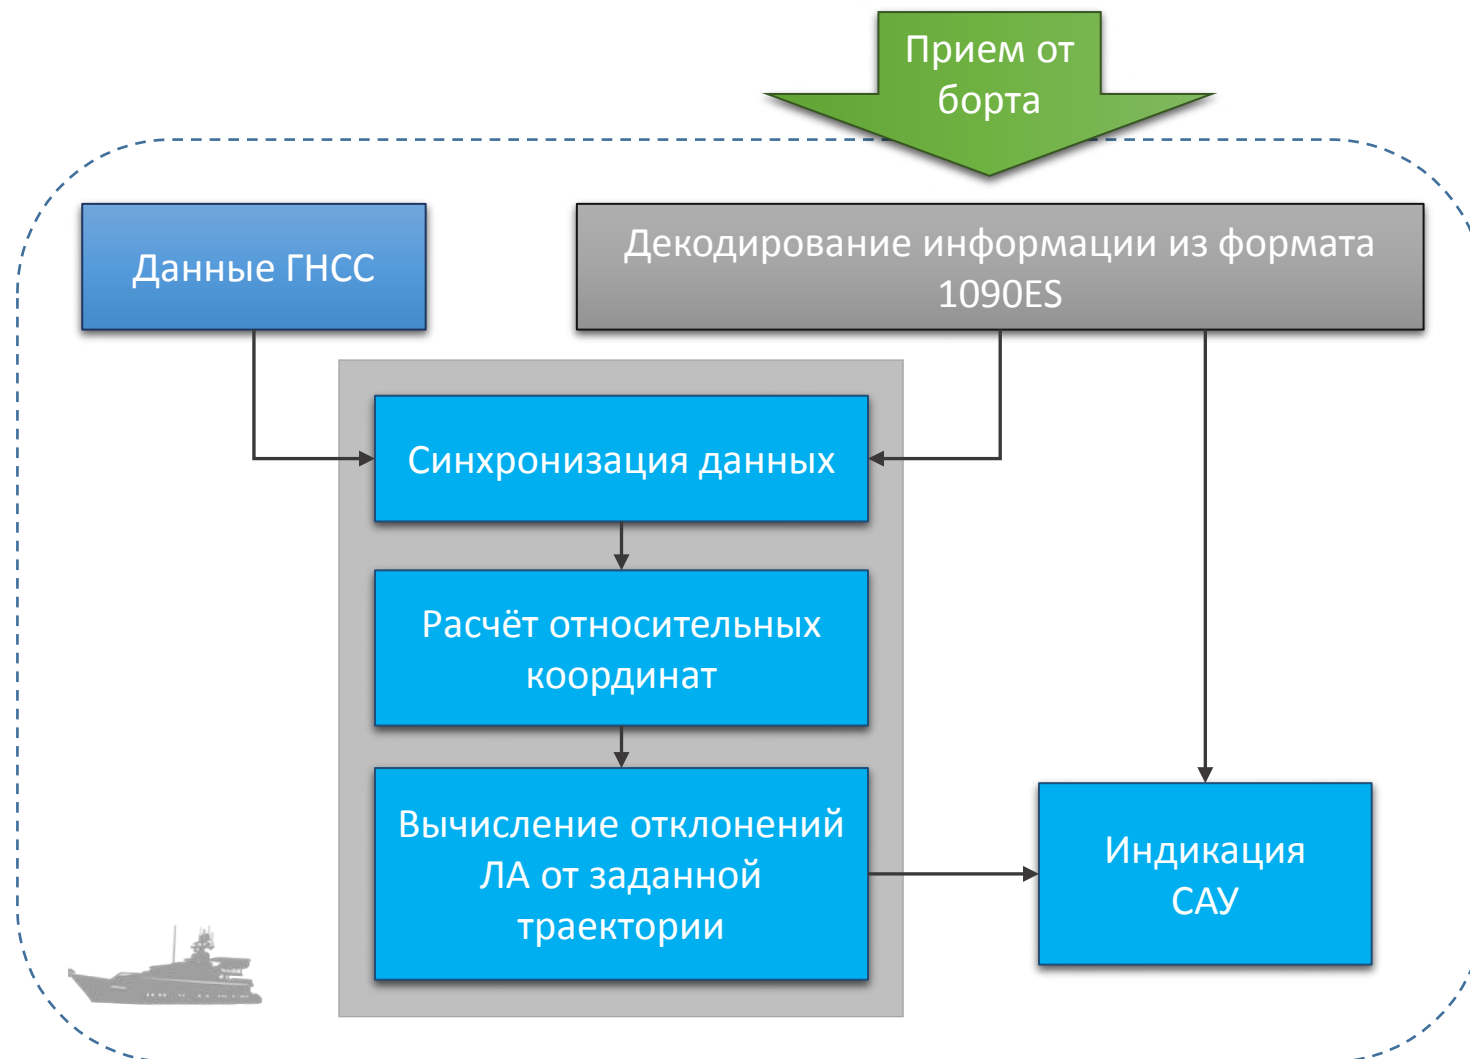 Прием от
борта
Данные ГНСС
Декодирование информации из формата
1090ES
Синхронизация данных
Расчёт относительных
координат
Вычисление отклонений
ЛА от заданной
траектории
Индикация
САУ